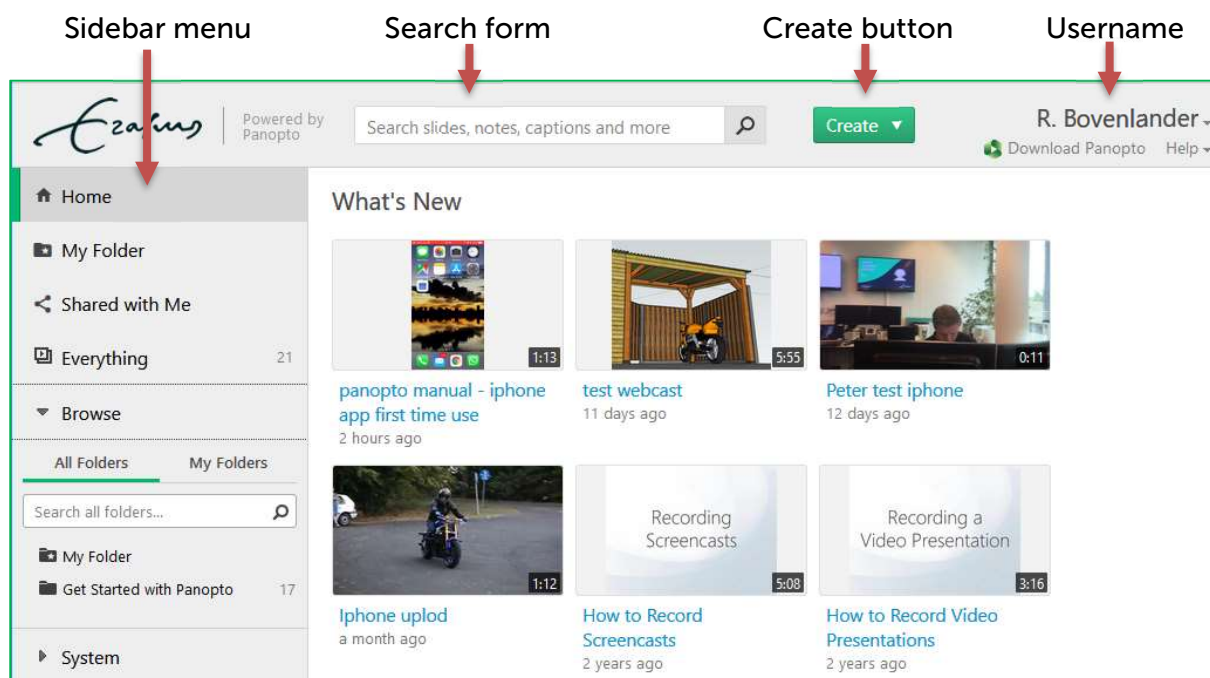 Sidebar menu Search form Create button Username
Erasmus Powered by
Panopto
Search slides, notes, captions and more
Create
R. Bovenlander
Download Panopto Help
Home
My Folder
Shared with Me
Everything 21
Browse
All Folders My Folders
Search all folders...
My Folder
Get Started with Panopto 17
System
What's New
1:13
panopto manual - iphone
app first time use
2 hours ago
5:55
test webcast
11 days ago
0:11
Peter test iphone
12 days ago
1:12
Iphone uplod
a month ago
Recording
Screencasts
5:08
How to Record
Screencasts
2 years ago
Recording a
Video Presentation
3:16
How to Record Video
Presentations
2 years ago